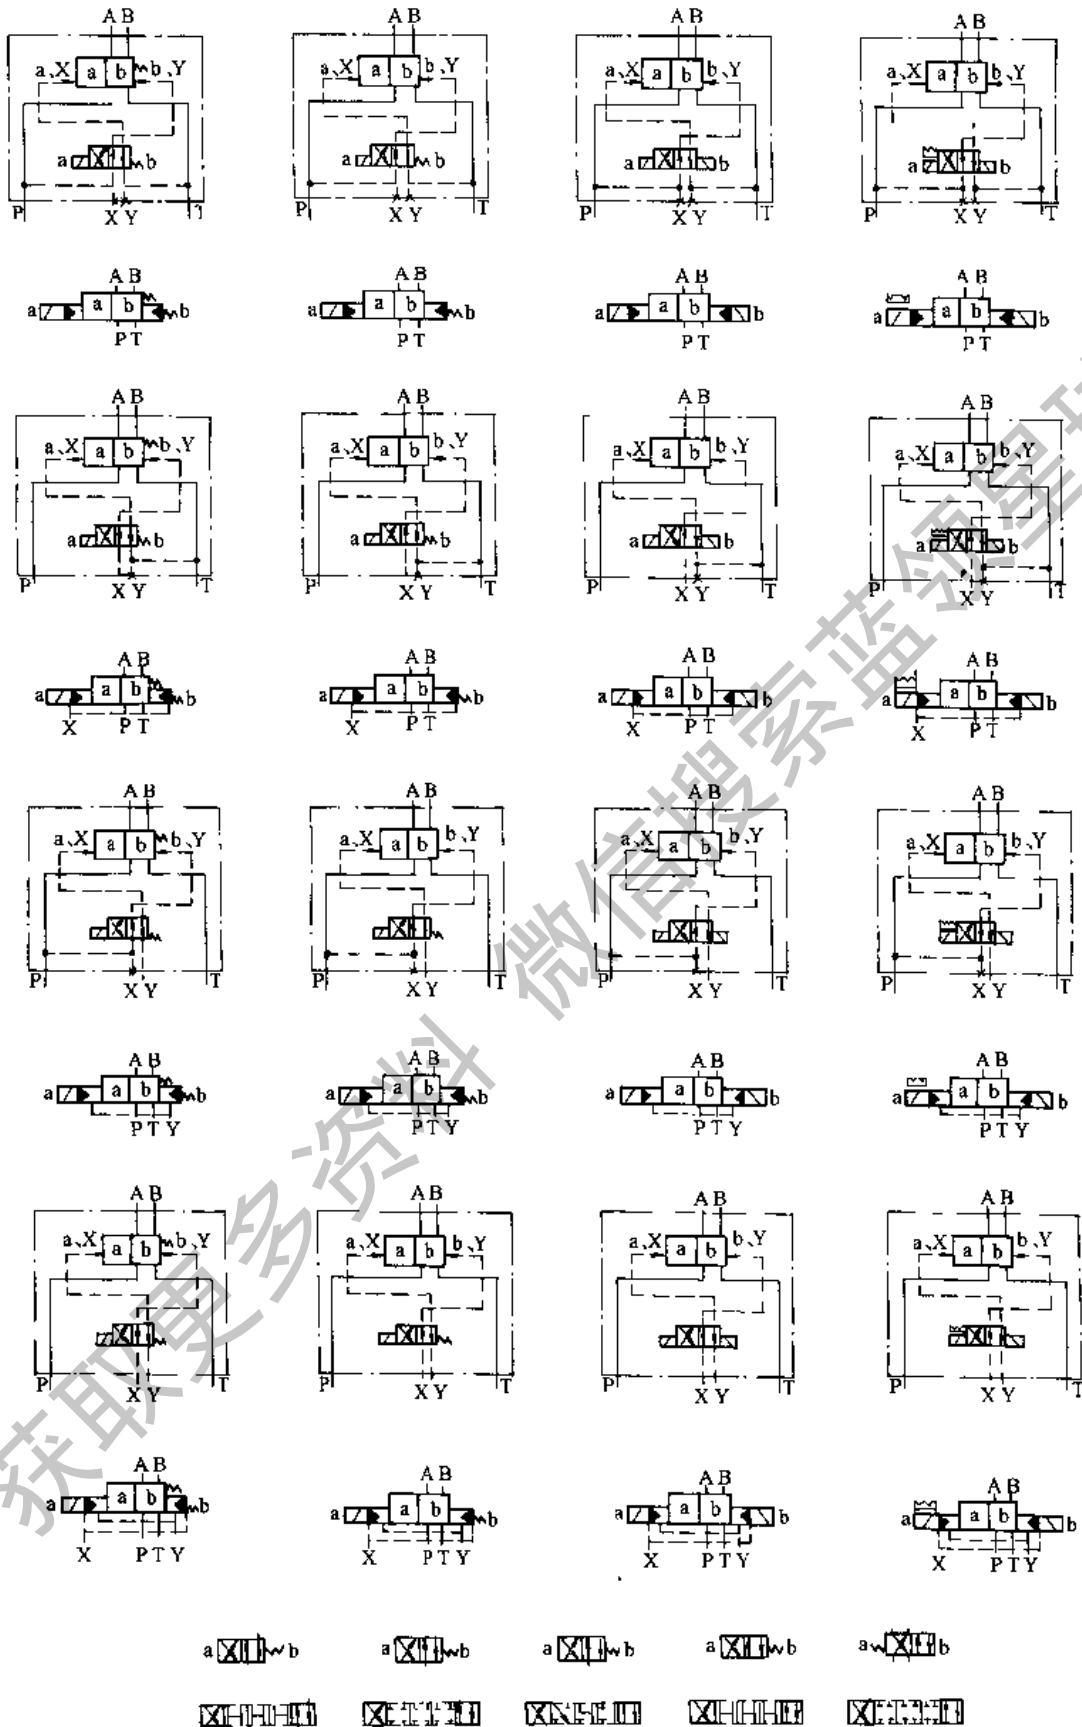 A B A B A B A B
a、X a b b、Y a、X a b b、Y a、X a b b、Y a、X a b b、Y
a b a b a b a b
P X Y P X Y T P X Y T P X Y T
A B A B A B A B
a a b b a a b b a a b b a a b b
P T P T P T P T
A B A B A B A B
a、X a b b、Y a、X a b b、Y a、X a b b、Y a、X a b b、Y
a b a b a b a b
P X Y T P X Y T P X Y T P X Y T
A B A B A B A B
a a b b a a b b a a b b a a b b
X P T X P T X P T X P T
A B A B A B A B
a、X a b b、Y a、X a b b、Y a、X a b b、Y a、X a b b、Y
P X Y T P X Y T P X Y T P X Y T
A B A B A B A B
a a b b a a b b a a b b a a b b
P T Y P T Y P T Y P T Y
A B A B A B A B
a、X a b b、Y a、X a b b、Y a、X a b b、Y a、X a b b、Y
P X Y T P X Y T P X Y T P X Y T
A B A B A B A B
a a b b a a b b a a b b a a b b
X P T Y X P T Y X P T Y X P T Y
a b a b a b a b a b
获取更多资料 微信搜索蓝领星球